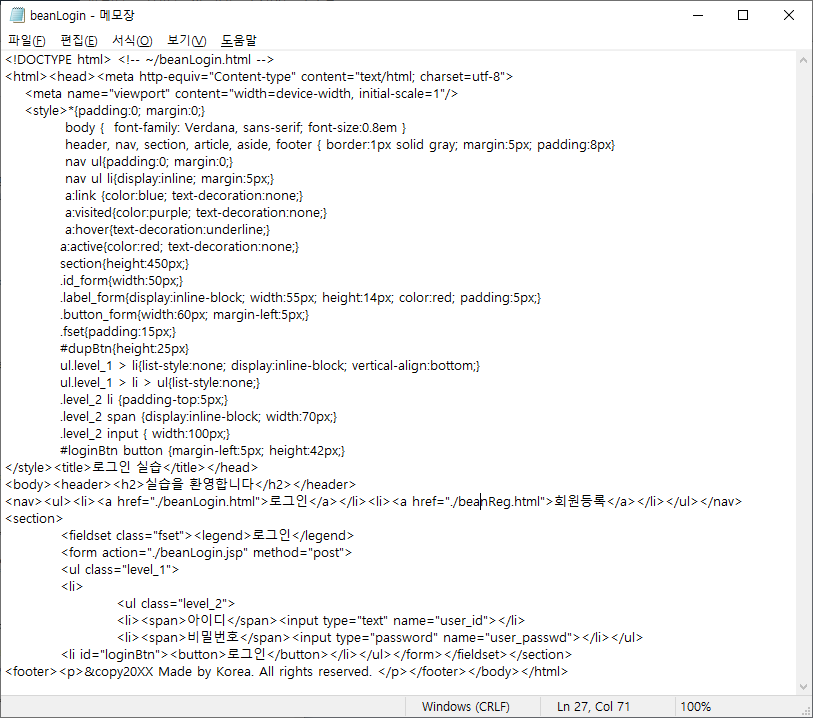 beanLogin - 메모장
파일(F) 편집(E) 서식(O) 보기(V) 도움말
<!DOCTYPE html> <!-- ~/beanLogin.html -->
<html><head><meta http-equiv="Content-type" content="text/html; charset=utf-8">
<meta name="viewport" content="width=device-width, initial-scale=1"/>
<style>*{padding:0; margin:0;}
body { font-family: Verdana, sans-serif; font-size:0.8em }
header, nav, section, article, aside, footer { border:1px solid gray; margin:5px; padding:8px}
nav ul{padding:0; margin:0;}
nav ul li{display:inline; margin:5px;}
a:link {color:blue; text-decoration:none;}
a:visited{color:purple; text-decoration:none;}
a:hover{text-decoration:underline;}
a:active{color:red; text-decoration:none;}
section{height:450px;}
.id_form{width:50px;}
.label_form{display:inline-block; width:55px; height:14px; color:red; padding:5px;}
.button_form{width:60px; margin-left:5px;}
.fset{padding:15px;}
#dupBtn{height:25px}
ul.level_1 > li{list-style:none; display:inline-block; vertical-align:bottom;}
ul.level_1 > li > ul{list-style:none;}
.level_2 li {padding-top:5px;}
.level_2 span {display:inline-block; width:70px;}
.level_2 input { width:100px;}
#loginBtn button {margin-left:5px; height:42px;}
</style><title>로그인 실습</title></head>
<body><header><h2>실습을 환영합니다</h2></header>
<nav><ul><li><a href="./beanLogin.html">로그인</a></li><li><a href="./beanReg.html">회원등록</a></li></ul></nav>
<section>
<fieldset class="fset"><legend>로그인</legend>
<form action="./beanLogin.jsp" method="post">
<ul class="level_1">
<li>
<ul class="level_2">
<li><span>아이디</span><input type="text" name="user_id"></li>
<li><span>비밀번호</span><input type="password" name="user_passwd"></li></ul>
<li id="loginBtn"><button>로그인</button></li></ul></form></fieldset></section>
<footer><p>&copy20XX Made by Korea. All rights reserved. </p></footer></body></html>
Windows (CRLF) Ln 27, Col 71 100%